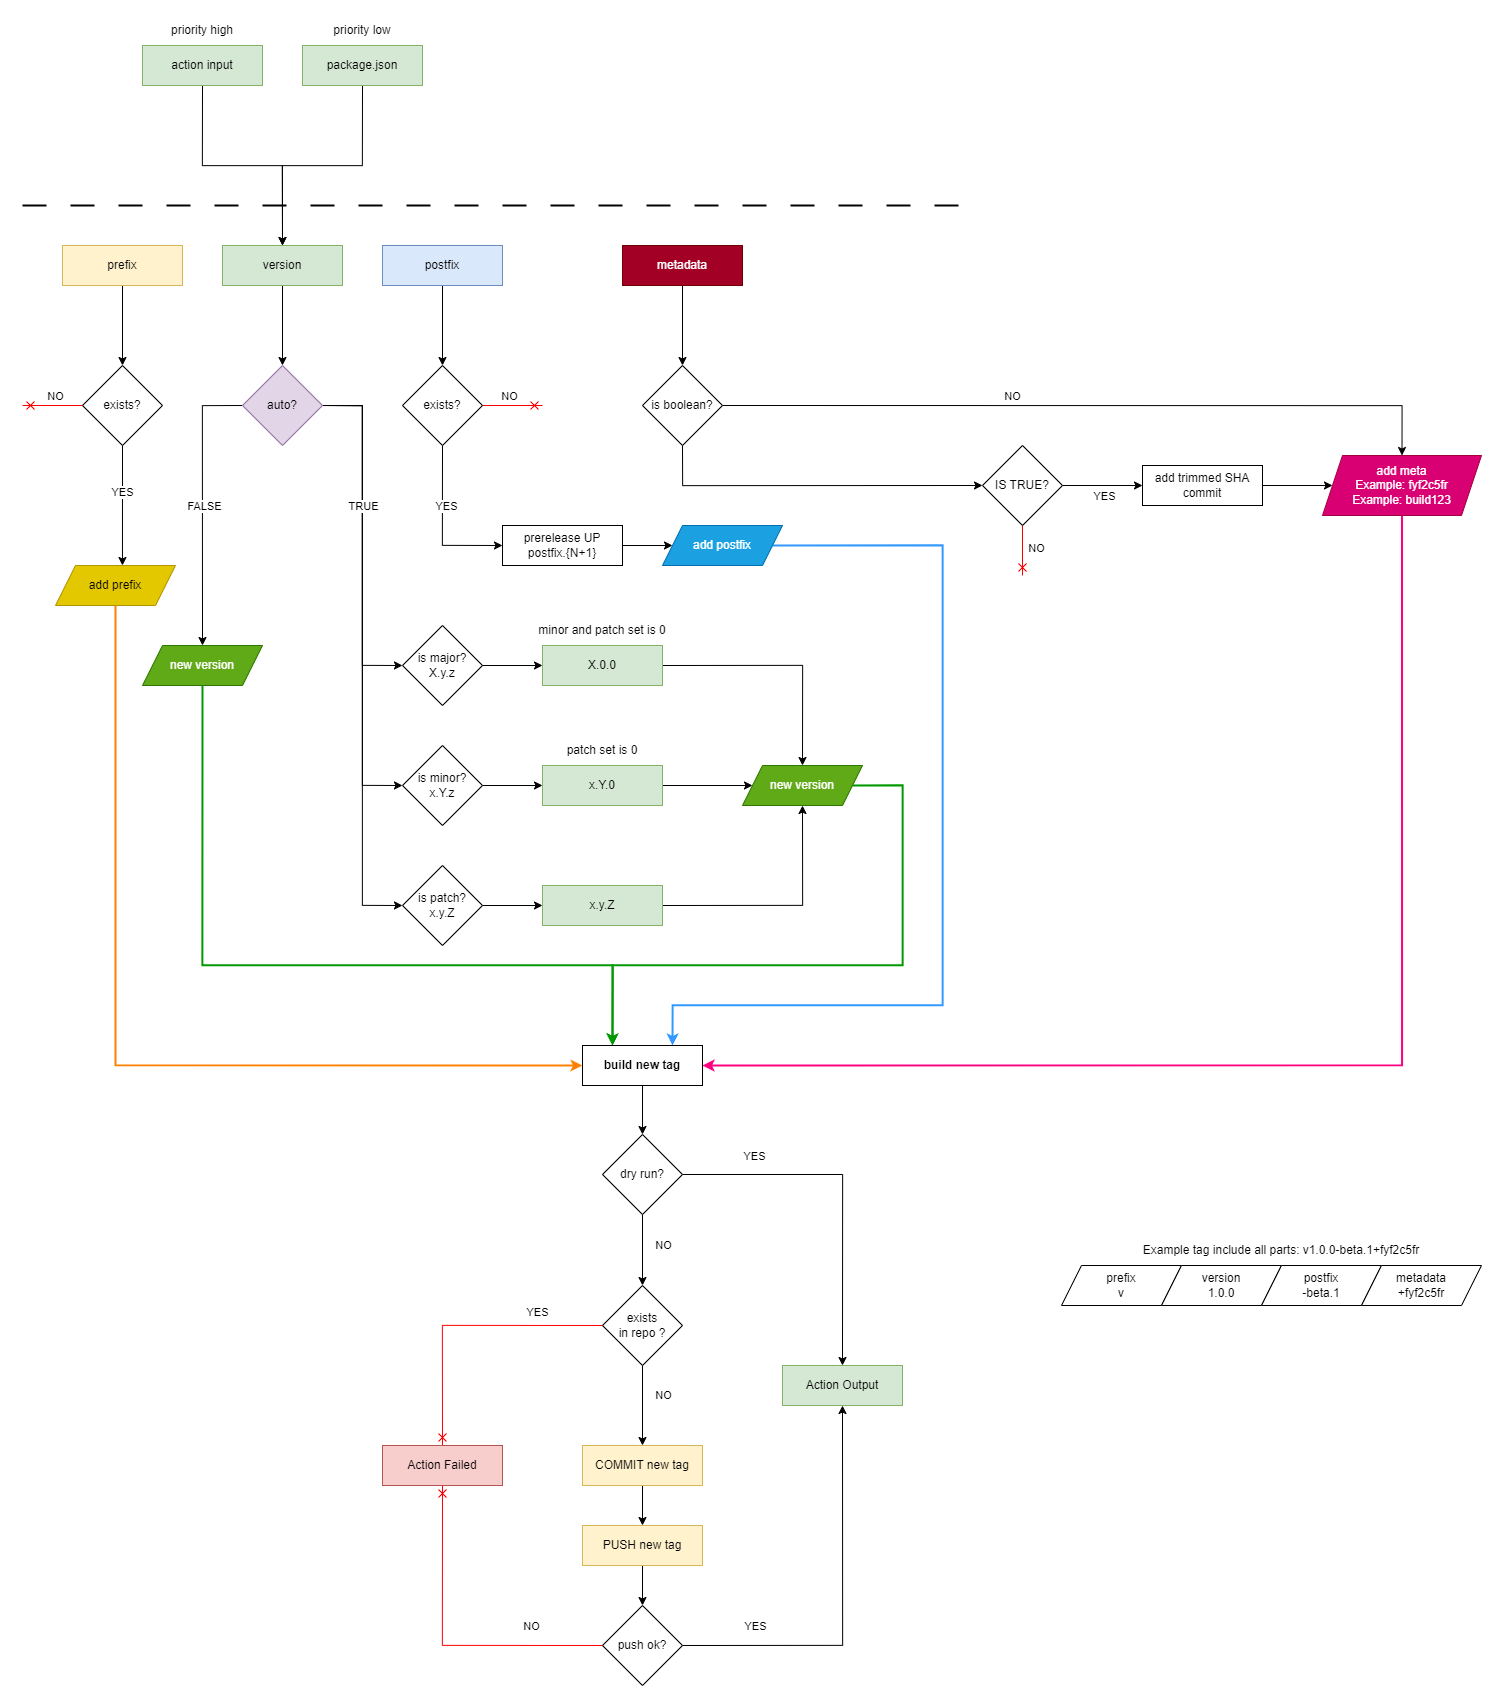 priority high
priority low
action input
package.json
prefix
version
postfix
metadata
NO
exists?
auto?
exists?
NO
is boolean?
NO
YES
FALSE
TRUE
YES
IS TRUE?
YES
add trimmed SHA
commit
add meta
Example: fyf2c5fr
Example: build123
NO
prerelease UP
postfix.{N+1}
add postfix
add prefix
minor and patch set is 0
new version
is major?
X.y.z
X.0.0
patch set is 0
is minor?
x.Y.z
x.Y.0
new version
is patch?
x.y.Z
x.y.Z
build new tag
dry run?
YES
NO
Example tag include all parts: v1.0.0-beta.1+fyf2c5fr
prefix
v
version
1.0.0
postfix
-beta.1
metadata
+fyf2c5fr
YES
exists
in repo ?
NO
Action Output
Action Failed
COMMIT new tag
PUSH new tag
NO
push ok?
YES